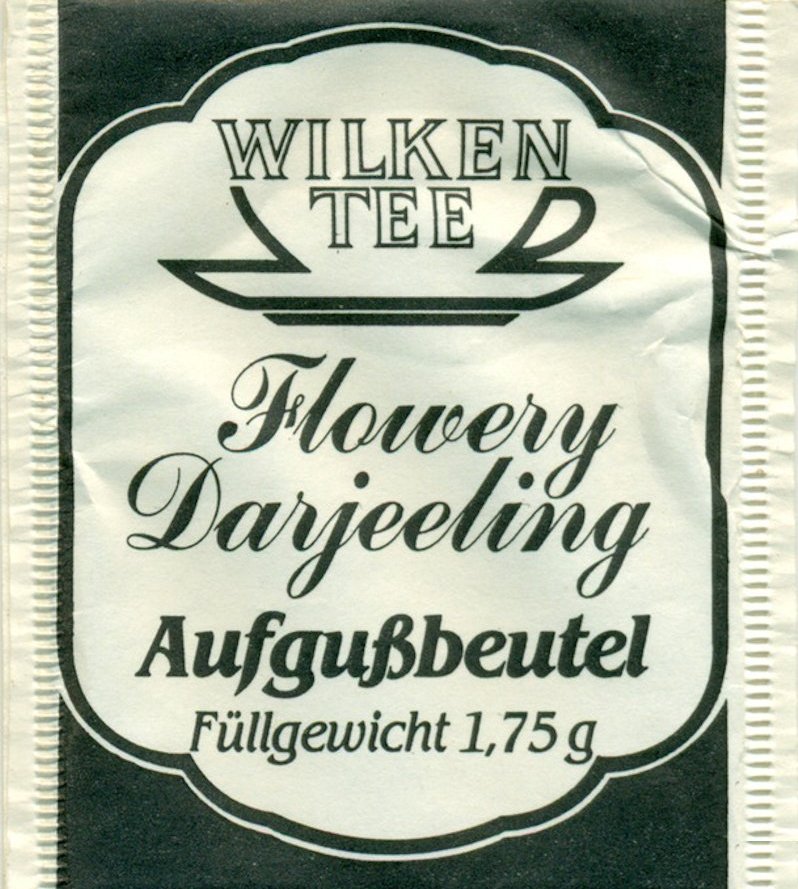 WILKEN
TEE
Flowery
Darjeeling
Aufgußbeutel
Füllgewicht 1,75 g